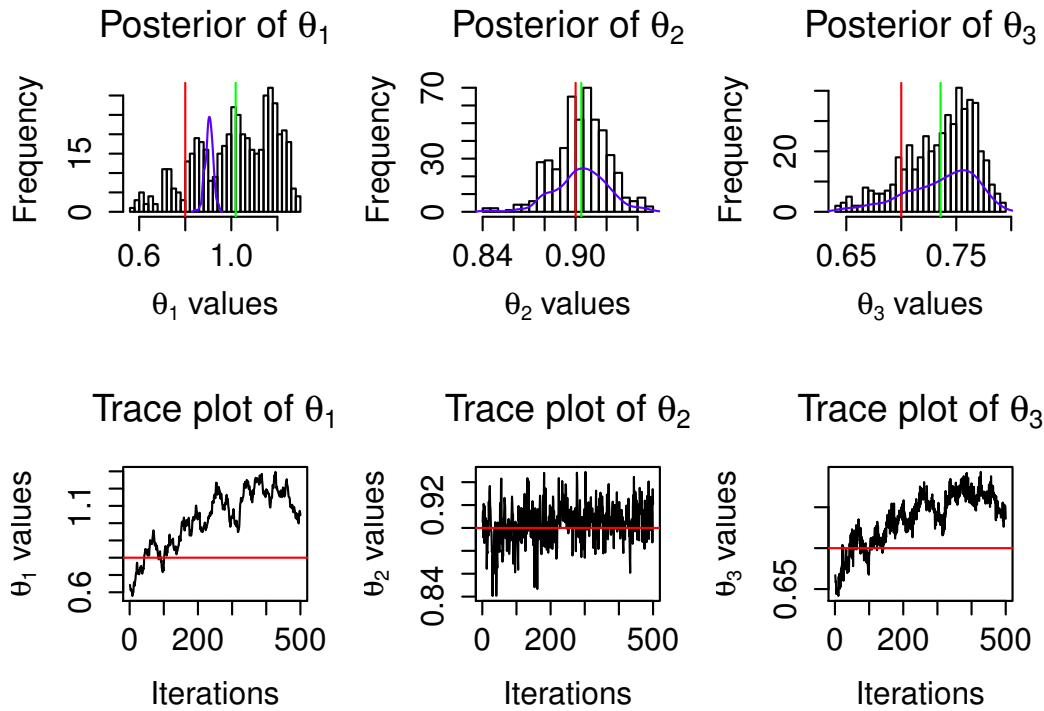 Posterior of θ1
Frequency
15
0
0.6 1.0
θ1 values
Posterior of θ2
Frequency
70
30
0
0.84 0.90
θ2 values
Posterior of θ3
Frequency
20
0
0.65 0.75
θ3 values
Trace plot of θ1
θ1 values
1.1
0.6
0 200 500
Iterations
Trace plot of θ2
θ2 values
0.92
0.84
0 200 500
Iterations
Trace plot of θ3
θ3 values
0.65
0 200 500
Iterations